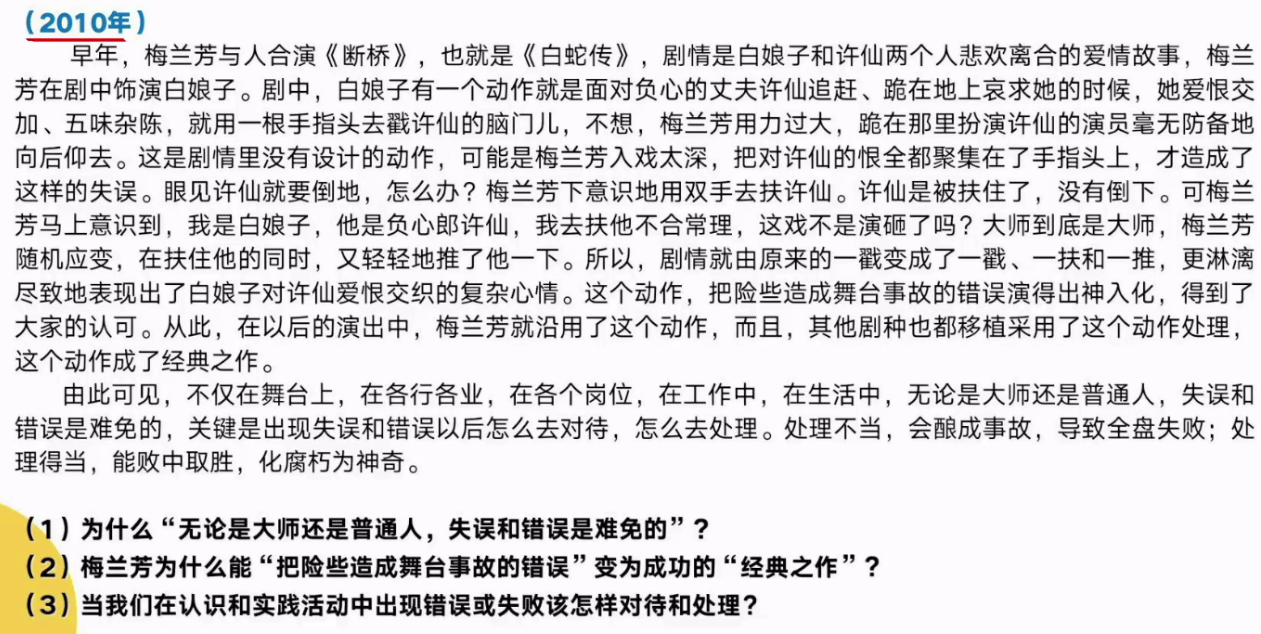 （2010年）
早年，梅兰芳与人合演《断桥》，也就是《白蛇传》，剧情是白娘子和许仙两个人悲欢离合的爱情故事，梅兰
芳在剧中饰演白娘子。剧中，白娘子有一个动作就是面对负心的丈夫许仙追赶、跪在地上哀求她的时候，她爱恨交
加、五味杂陈，就用一根手指头去戳许仙的脑门儿，不想，梅兰芳用力过大，跪在那里扮演许仙的演员毫无防备地
向后仰去。这是剧情里没有设计的动作，可能是梅兰芳入戏太深，把对许仙的恨全都聚集在了手指头上，才造成了
这样的失误。眼见许仙就要倒地，怎么办？梅兰芳下意识地用双手去扶许仙。许仙是被扶住了，没有倒下。可梅兰
芳马上意识到，我是白娘子，他是负心郎许仙，我去扶他不合常理，这戏不是演砸了吗？大师到底是大师，梅兰芳
随机应变，在扶住他的同时，又轻轻地推了他一下。所以，剧情就由原来的一戳变成了一戳、一扶和一推，更淋漓
尽致地表现出了白娘子对许仙爱恨交织的复杂心情。这个动作，把险些造成舞台事故的错误演得出神入化，得到了
大家的认可。从此，在以后的演出中，梅兰芳就沿用了这个动作，而且，其他剧种也都移植采用了这个动作处理，
这个动作成了经典之作。
由此可见，不仅在舞台上，在各行各业，在各个岗位，在工作中，在生活中，无论是大师还是普通人，失误和
错误是难免的，关键是出现失误和错误以后怎么去对待，怎么去处理。处理不当，会酿成事故，导致全盘失败；处
理得当，能败中取胜，化腐朽为神奇。
（1）为什么“无论是大师还是普通人，失误和错误是难免的”？
（2）梅兰芳为什么能“把险些造成舞台事故的错误”变为成功的“经典之作”？
（3）当我们在认识和实践活动中出现错误或失败该怎样对待和处理？